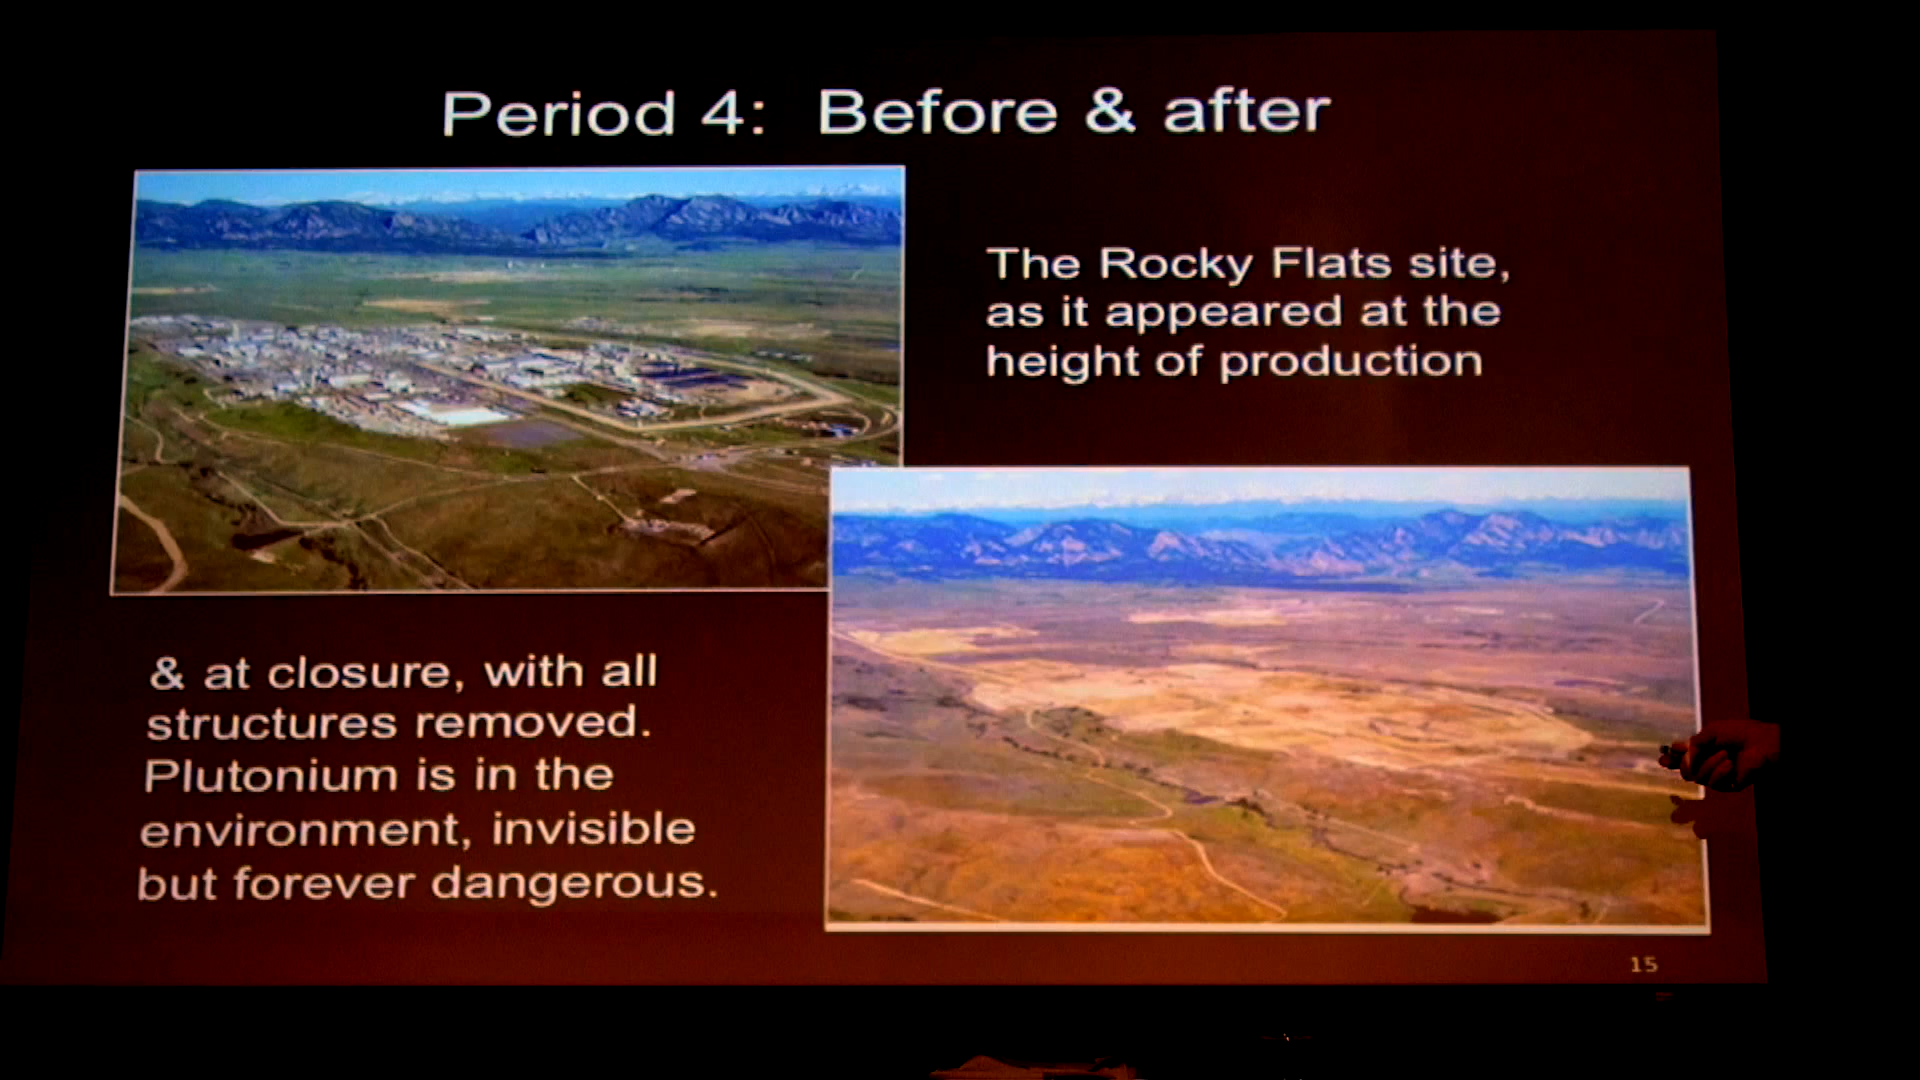 Period 4: Before & after
The Rocky Flats site,
as it appeared at the
height of production
& at closure, with all
structures removed.
Plutonium is in the
environment, invisible
but forever dangerous.
15